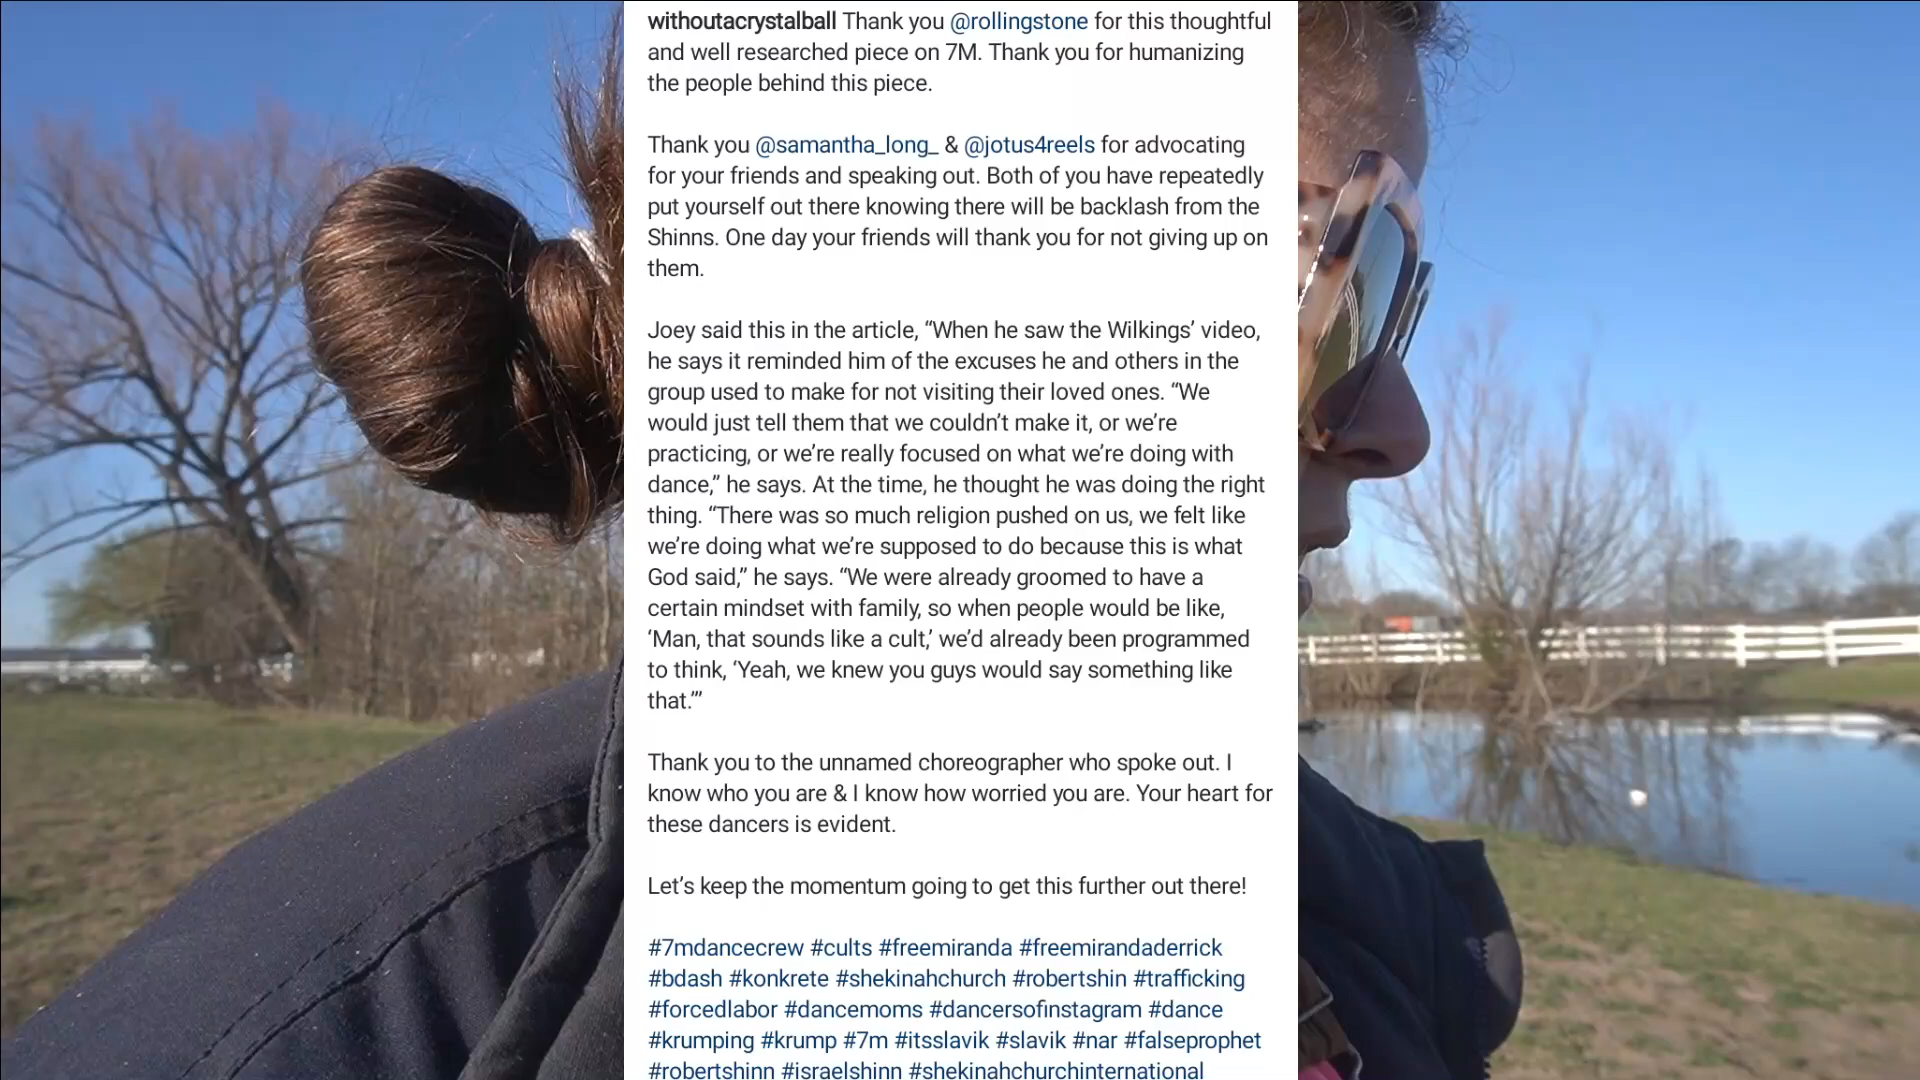 withoutacrystalball Thank you @rollingstone for this thoughtful
and well researched piece on 7M. Thank you for humanizing
the people behind this piece.
Thank you @samantha_long_ & @jotus4reels for advocating
for your friends and speaking out. Both of you have repeatedly
put yourself out there knowing there will be backlash from the
Shinns. One day your friends will thank you for not giving up on
them.
Joey said this in the article, “When he saw the Wilkings’ video,
he says it reminded him of the excuses he and others in the
group used to make for not visiting their loved ones. “We
would just tell them that we couldn’t make it, or we’re
practicing, or we’re really focused on what we’re doing with
dance,” he says. At the time, he thought he was doing the right
thing. “There was so much religion pushed on us, we felt like
we’re doing what we’re supposed to do because this is what
God said,” he says. “We were already groomed to have a
certain mindset with family, so when people would be like,
‘Man, that sounds like a cult,’ we’d already been programmed
to think, ‘Yeah, we knew you guys would say something like
that.’”
Thank you to the unnamed choreographer who spoke out. I
know who you are & I know how worried you are. Your heart for
these dancers is evident.
Let’s keep the momentum going to get this further out there!
#7mdancecrew #cults #freemiranda #freemirandaderrick
#bdash #konkrete #shekinahchurch #robertshin #trafficking
#forcedlabor #dancemoms #dancersofinstagram #dance
#krumping #krump #7m #itsslavik #slavik #nar #falseprophet
#robertshinn #israelshinn #shekinahchurchinternational